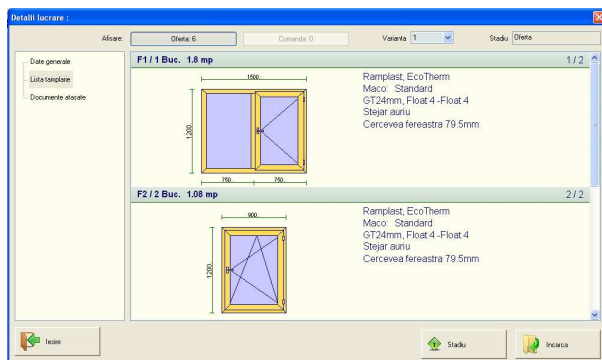 Detalii lucrare :
Afisare: Oferta: 6 Comanda: 0 Varianta 1 Stadiu Oferta
Date generale
Lista tamplarie
Documente atasate
F1 / 1 Buc. 1.8 mp 1 / 2
1500.
1200.
750. 750.
Ramplast, EcoTherm
Maco: Standard
GT24mm, Float 4 -Float 4
Stejar auriu
Cercevea fereastra 79.5mm
F2 / 2 Buc. 1.08 mp 2 / 2
900.
1200.
Ramplast, EcoTherm
Maco: Standard
GT24mm, Float 4 -Float 4
Stejar auriu
Cercevea fereastra 79.5mm
Iesire Stadiu Incarca